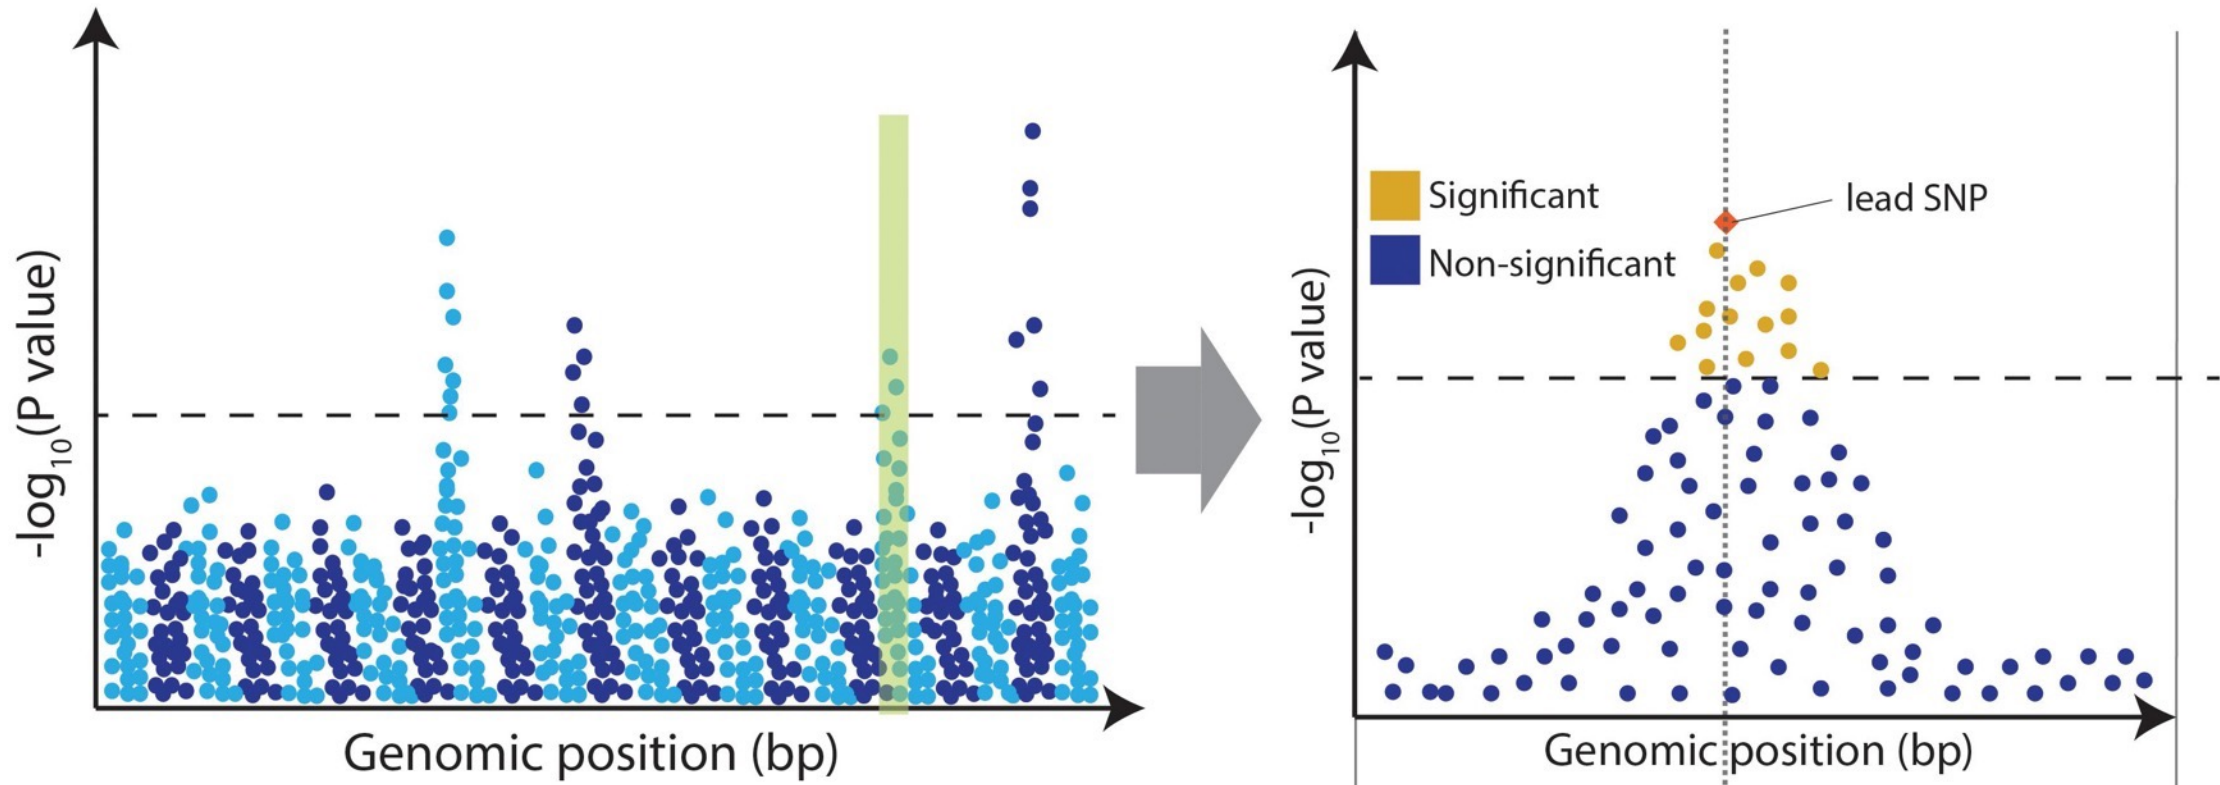 -log10(P value)
Genomic position (bp)
Significant
Non-significant
lead SNP
-log10(P value)
Genomic position (bp)